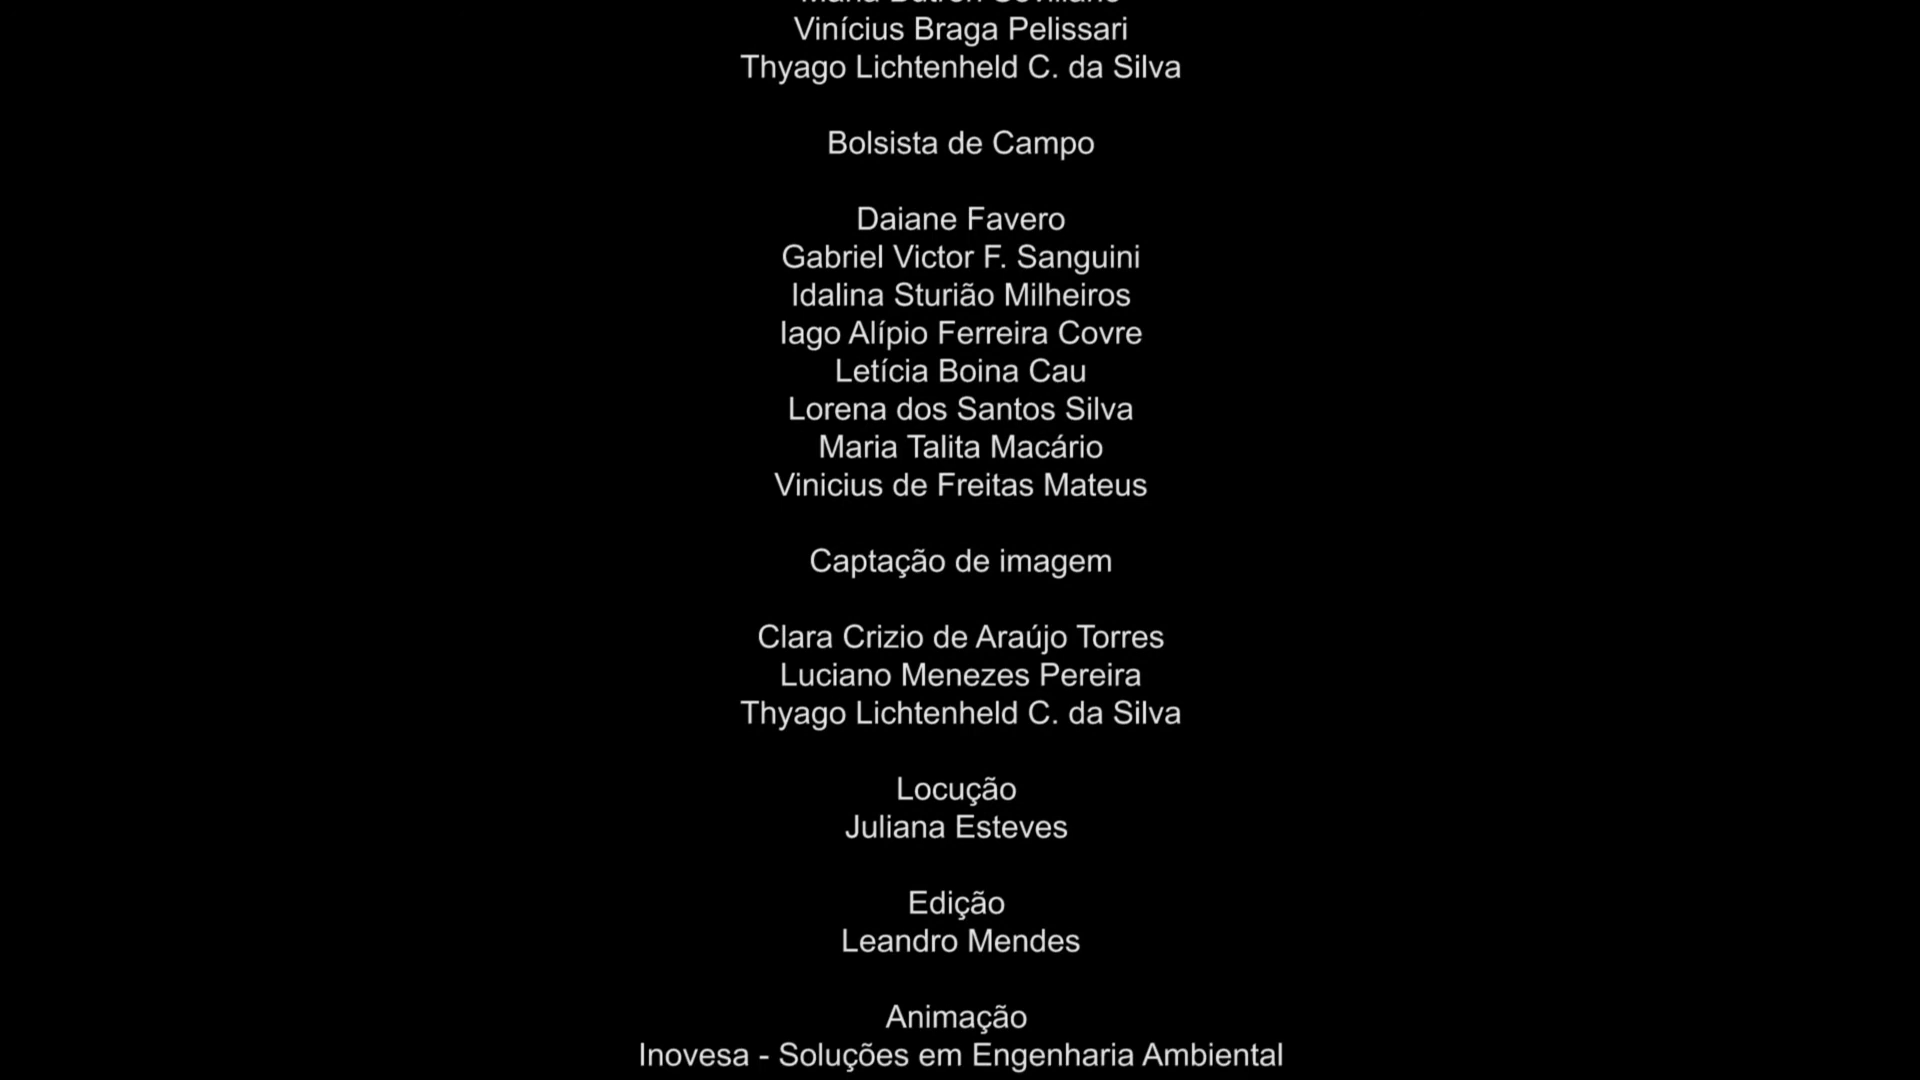 Vinícius Braga Pelissari
Thyago Lichtenheld C. da Silva
Bolsista de Campo
Daiane Favero
Gabriel Victor F. Sanguini
Idalina Sturião Milheiros
Iago Alípio Ferreira Covre
Letícia Boina Cau
Lorena dos Santos Silva
Maria Talita Macário
Vinicius de Freitas Mateus
Captação de imagem
Clara Crizio de Araújo Torres
Luciano Menezes Pereira
Thyago Lichtenheld C. da Silva
Locução
Juliana Esteves
Edição
Leandro Mendes
Animação
Inovesa - Soluções em Engenharia Ambiental